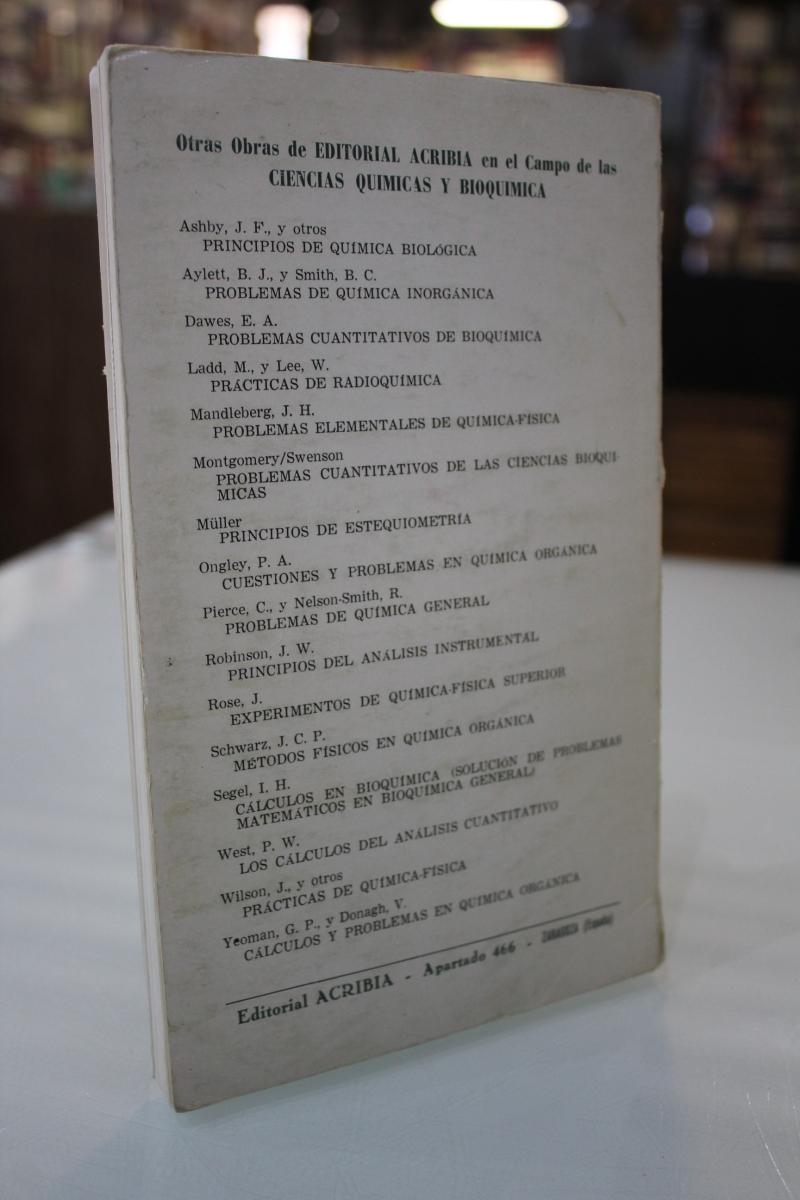 Otras Obras de EDITORIAL ACRIBIA en el Campo de las
CIENCIAS QUIMICAS Y BIOQUIMICA
Ashby, J. F., y otros
PRINCIPIOS DE QUÍMICA BIOLÓGICA
Aylett, B. J., y Smith, B. C.
PROBLEMAS DE QUÍMICA INORGÁNICA
Dawes, E. A.
PROBLEMAS CUANTITATIVOS DE BIOQUÍMICA
Ladd, M., y Lee, W.
PRÁCTICAS DE RADIOQUÍMICA
Mandleberg, J. H.
PROBLEMAS ELEMENTALES DE QUÍMICA-FÍSICA
Montgomery/Swenson
PROBLEMAS CUANTITATIVOS DE LAS CIENCIAS BIOQUI-
MICAS
Müller
PRINCIPIOS DE ESTEQUIOMETRÍA
Ongley, P. A.
CUESTIONES Y PROBLEMAS EN QUÍMICA ORGÁNICA
Pierce, C., y Nelson-Smith, R.
PROBLEMAS DE QUÍMICA GENERAL
Robinson, J. W.
PRINCIPIOS DEL ANÁLISIS INSTRUMENTAL
Rose, J.
EXPERIMENTOS DE QUÍMICA-FÍSICA SUPERIOR
Schwarz, J. C. P.
MÉTODOS FÍSICOS EN QUÍMICA ORGÁNICA
Segel, I. H.
CÁLCULOS EN BIOQUÍMICA (SOLUCIÓN DE PROBLEMAS
MATEMÁTICOS EN BIOQUÍMICA GENERAL)
West, P. W.
LOS CÁLCULOS DEL ANÁLISIS CUANTITATIVO
Wilson, J., y otros
PRÁCTICAS DE QUÍMICA-FÍSICA
Yeoman, G. P., y Donagh, V.
CÁLCULOS Y PROBLEMAS EN QUÍMICA ORGÁNICA
Editorial ACRIBIA - Apartado 466 - ZARAGOZA (España)